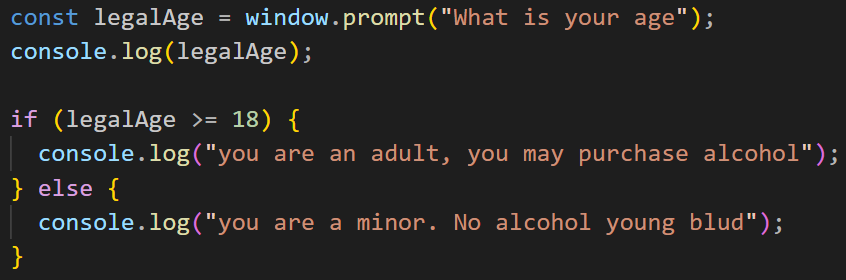 const legalAge = window.prompt("What is your age");
console.log(legalAge);

if (legalAge >= 18) {
  console.log("you are an adult, you may purchase alcohol");
} else {
  console.log("you are a minor. No alcohol young blud");
}